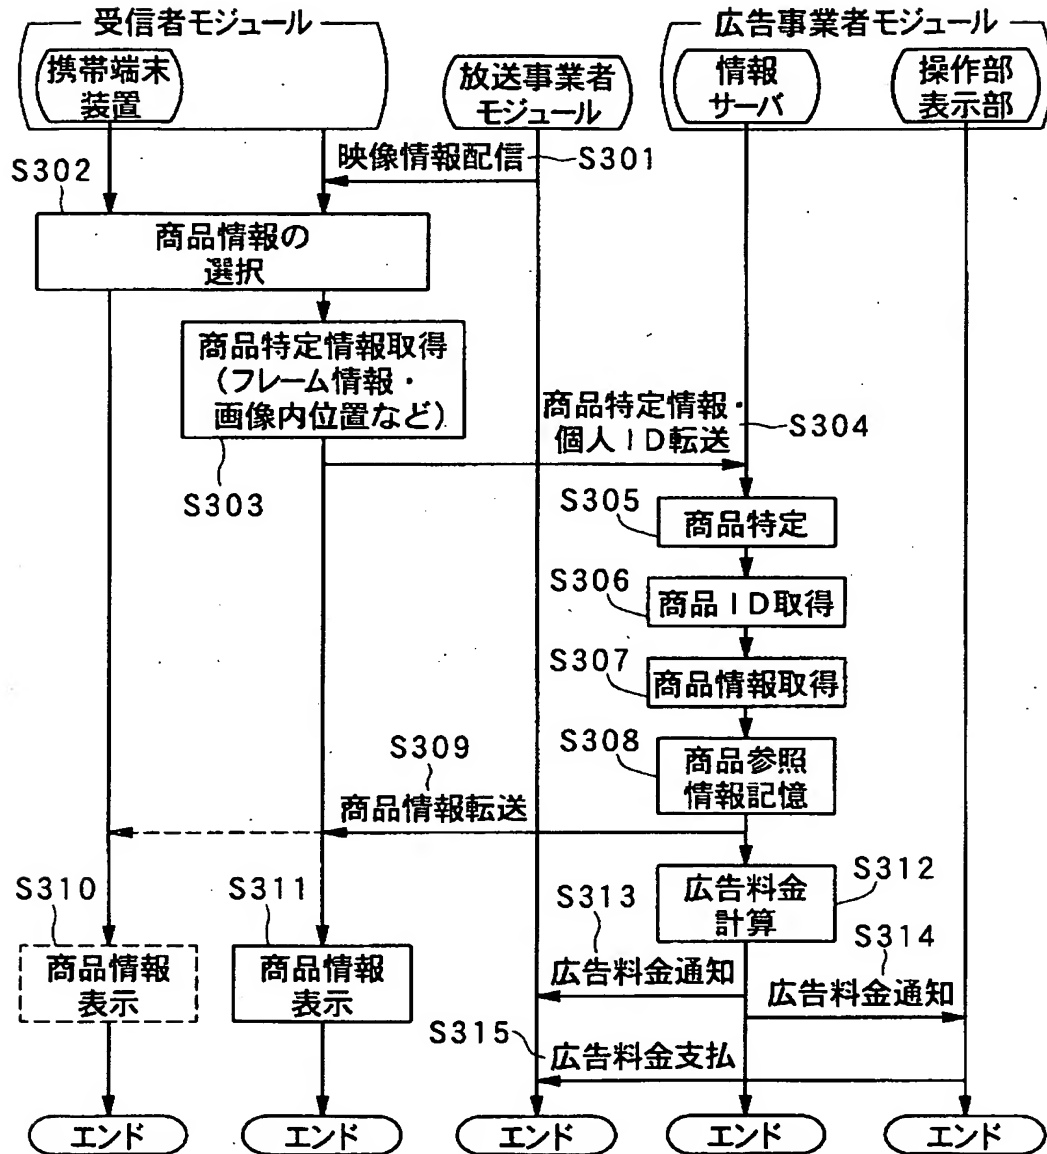 受信者モジュール
広告事業者モジュール
携帯端末
装置
放送事業者
モジュール
情報
サーバ
操作部
表示部
映像情報配信
S301
S302
商品情報の
選択
商品特定情報取得
(フレーム情報・
画像内位置など)
S303
商品特定情報・
個人ID転送
S304
S305
商品特定
S306
商品ID取得
S307
商品情報取得
S308
商品参照
情報記憶
S309
商品情報転送
S310
商品情報
表示
S311
商品情報
表示
S312
広告料金
計算
S313
広告料金通知
S314
広告料金通知
S315
広告料金支払
エンド
エンド
エンド
エンド
エンド